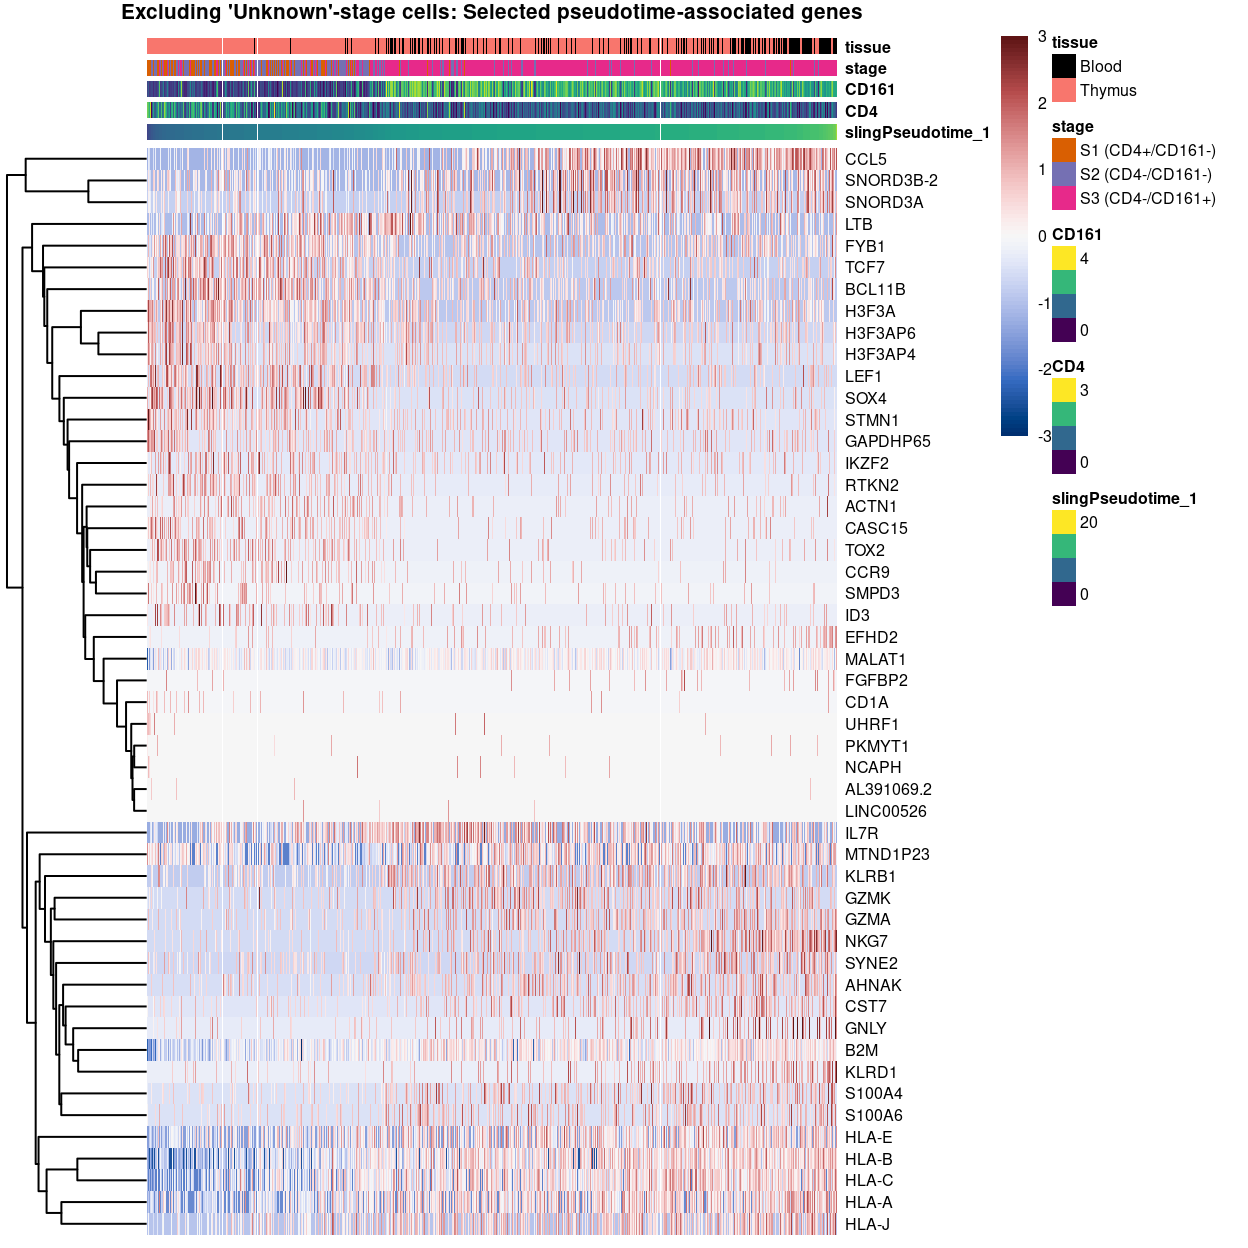 Excluding 'Unknown'-stage cells: Selected pseudotime-associated genes
tissue
stage
CD161
CD4
slingPseudotime_1
CCL5
SNORD3B-2
SNORD3A
LTB
FYB1
TCF7
BCL11B
H3F3A
H3F3AP6
H3F3AP4
LEF1
SOX4
STMN1
GAPDHP65
IKZF2
RTKN2
ACTN1
CASC15
TOX2
CCR9
SMPD3
ID3
EFHD2
MALAT1
FGFBP2
CD1A
UHRF1
PKMYT1
NCAPH
AL391069.2
LINC00526
IL7R
MTND1P23
KLRB1
GZMK
GZMA
NKG7
SYNE2
AHNAK
CST7
GNLY
B2M
KLRD1
S100A4
S100A6
HLA-E
HLA-B
HLA-C
HLA-A
HLA-J
3
2
1
0
-1
-2
-3
tissue
Blood
Thymus
stage
S1 (CD4+/CD161-)
S2 (CD4-/CD161-)
S3 (CD4-/CD161+)
CD161
4
0
CD4
3
0
slingPseudotime_1
20
0